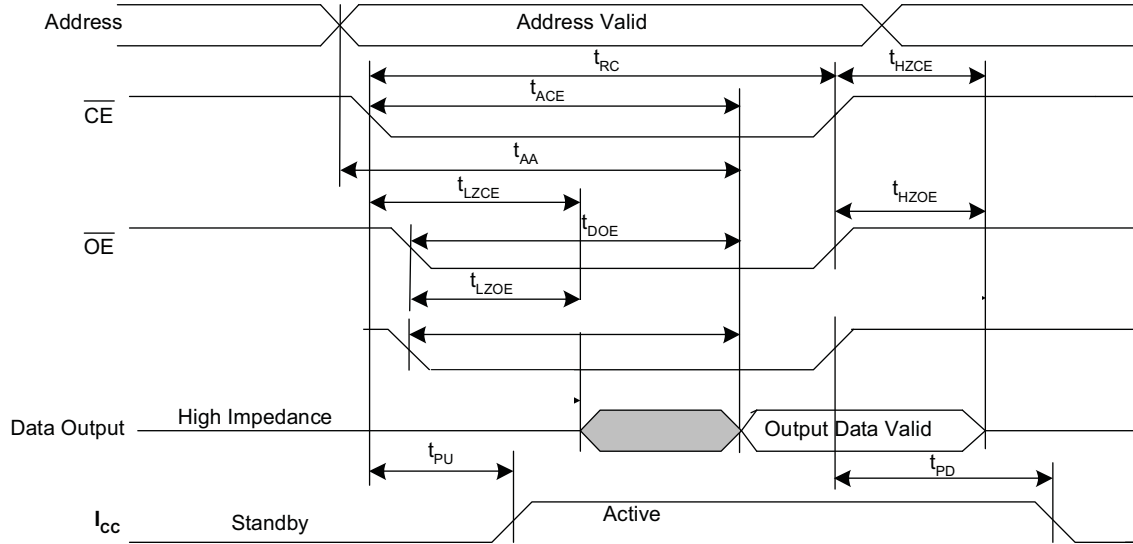 Address
Address Valid
tRC
tHZCE
tACE
CE
tAA
tLZCE
tHZOE
OE
tDOE
tLZOE
High Impedance
Data Output
Output Data Valid
tPU
tPD
ICC
Standby
Active